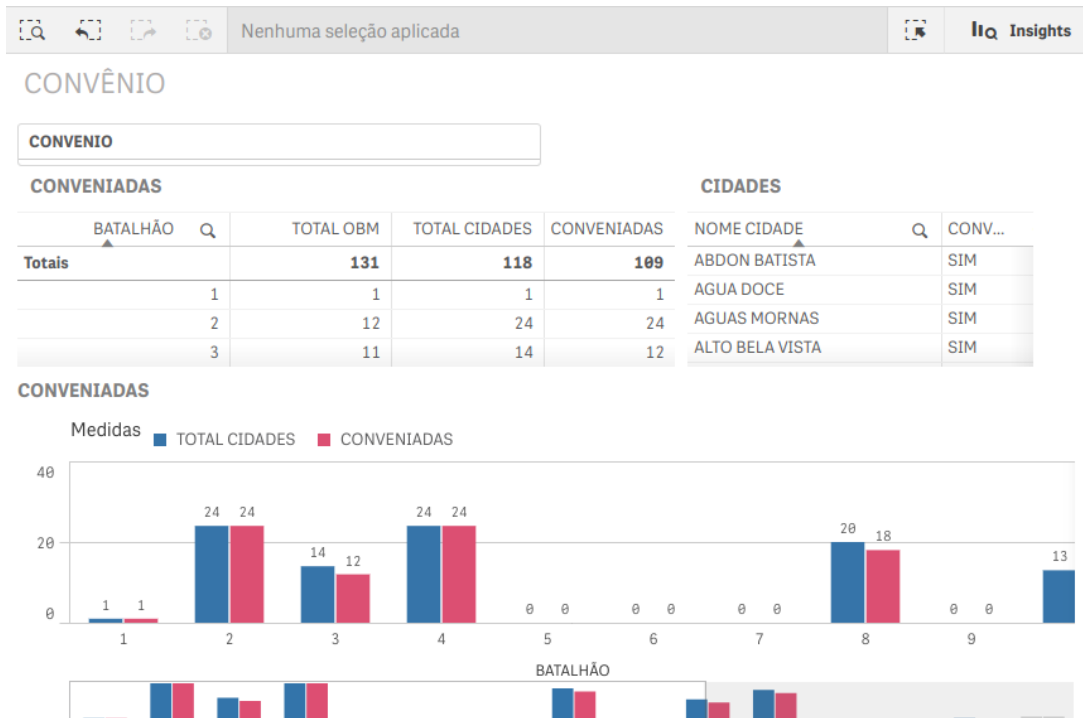 Nenhuma seleção aplicada Insights
CONVÊNIO
CONVENIO
CONVENIADAS
BATALHÃO TOTAL OBM TOTAL CIDADES CONVENIADAS
Totais 131 118 109
1 1 1 1
2 12 24 24
3 11 14 12
CIDADES
NOME CIDADE CONV...
ABDON BATISTA SIM
AGUA DOCE SIM
AGUAS MORNAS SIM
ALTO BELA VISTA SIM
CONVENIADAS
Medidas TOTAL CIDADES CONVENIADAS
40
24 24 24 24
20 14 12 20 18 13
0 1 1 0 0 0 0 0 0 0 0
1 2 3 4 5 6 7 8 9
BATALHÃO